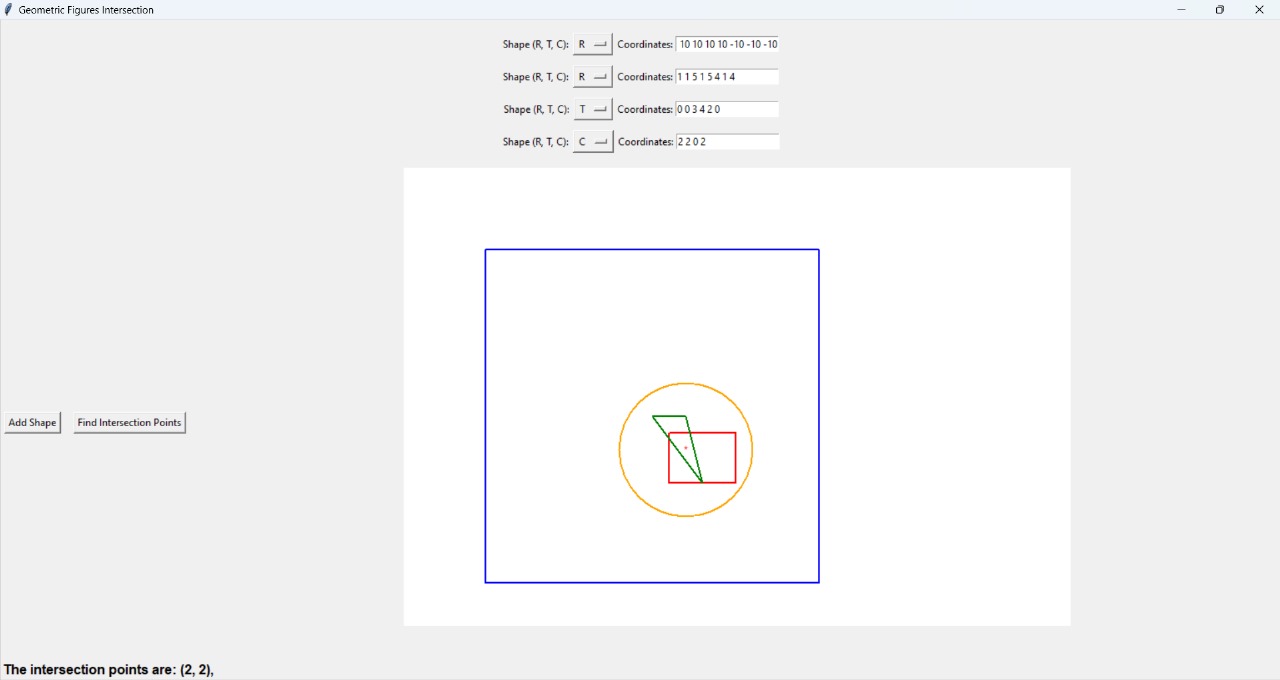 Geometric Figures Intersection
Shape (R, T, C): R Coordinates: 10 10 10 10 -10 -10 -10
Shape (R, T, C): R Coordinates: 1 1 5 1 5 4 1 4
Shape (R, T, C): T Coordinates: 0 0 3 4 2 0
Shape (R, T, C): C Coordinates: 2 2 0 2
Add Shape Find Intersection Points
The intersection points are: (2, 2),